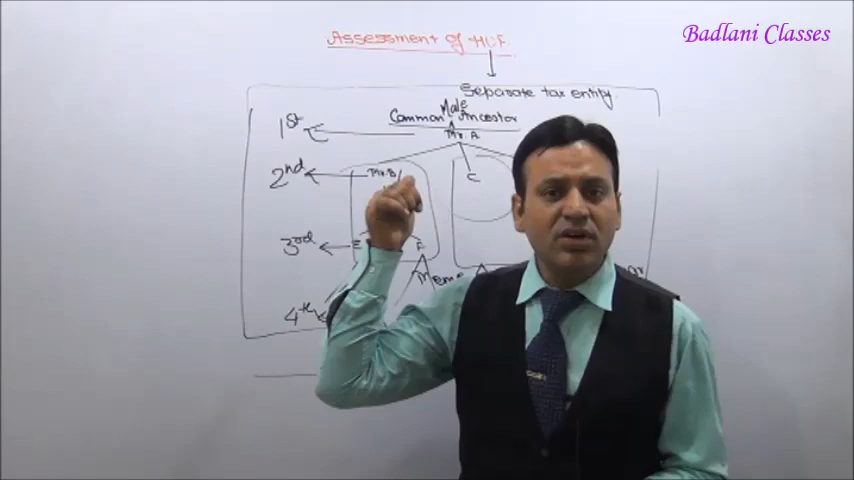 Badlani Classes
Assessment of HUF.
Separate tax entity.
Male
Common Ancestor
1st
Mr. A
2nd
Mr. B
C
3rd
E
F
4th